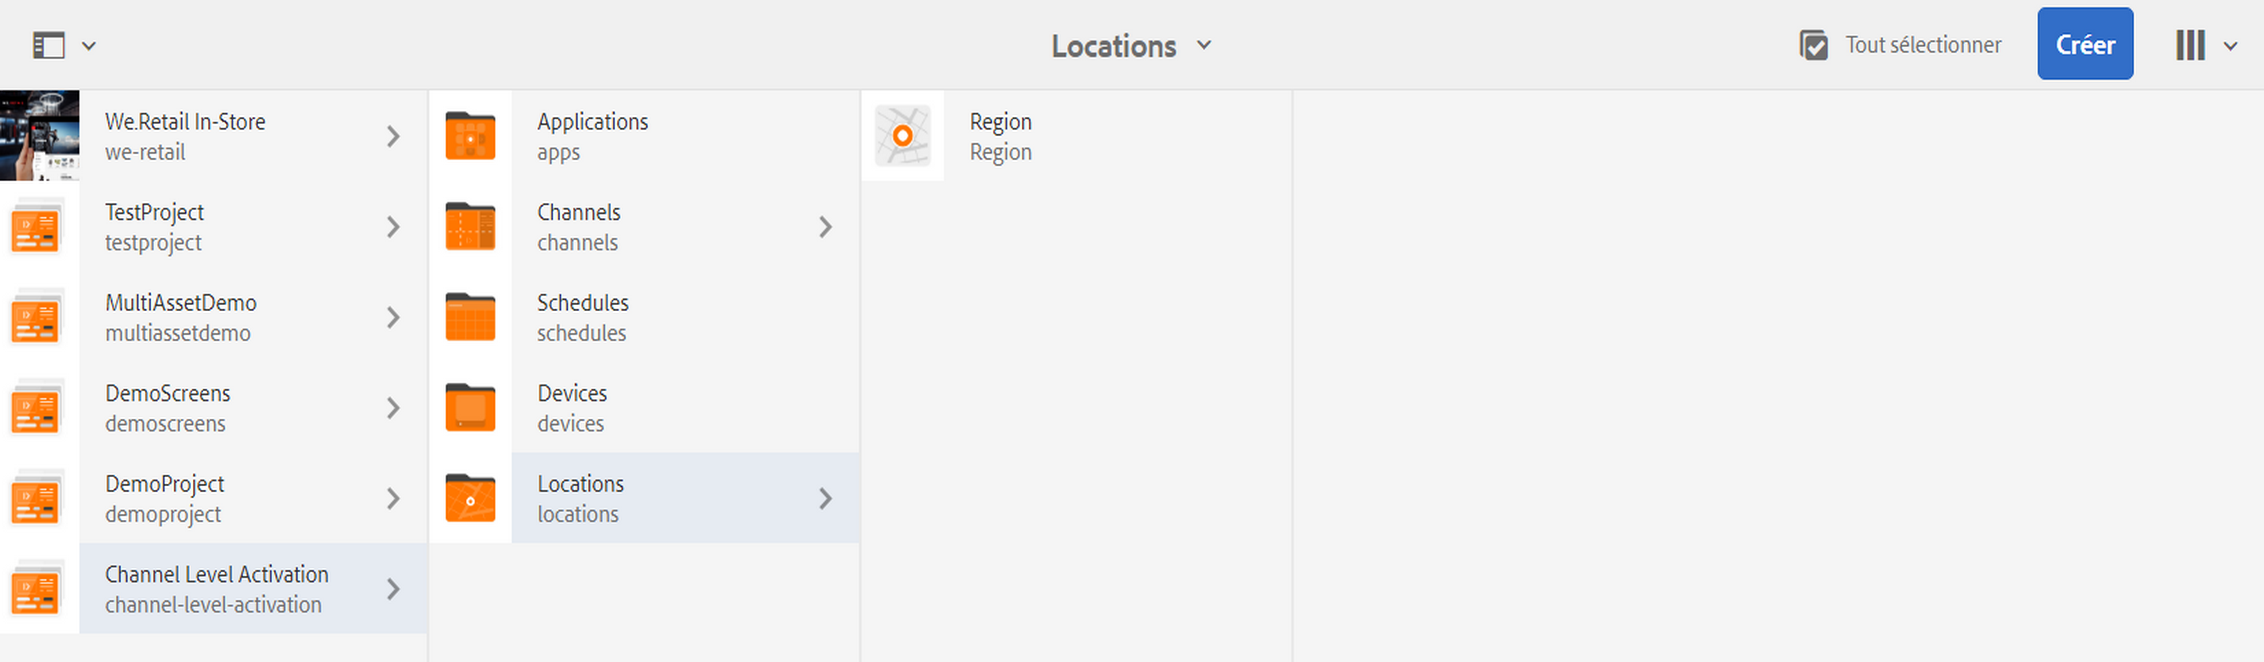 Locations
Tout sélectionner
Créer
We.Retail In-Store
we-retail
TestProject
testproject
MultiAssetDemo
multiassetdemo
DemoScreens
demoscreens
DemoProject
demoproject
Channel Level Activation
channel-level-activation
Applications
apps
Channels
channels
Schedules
schedules
Devices
devices
Locations
locations
Region
Region